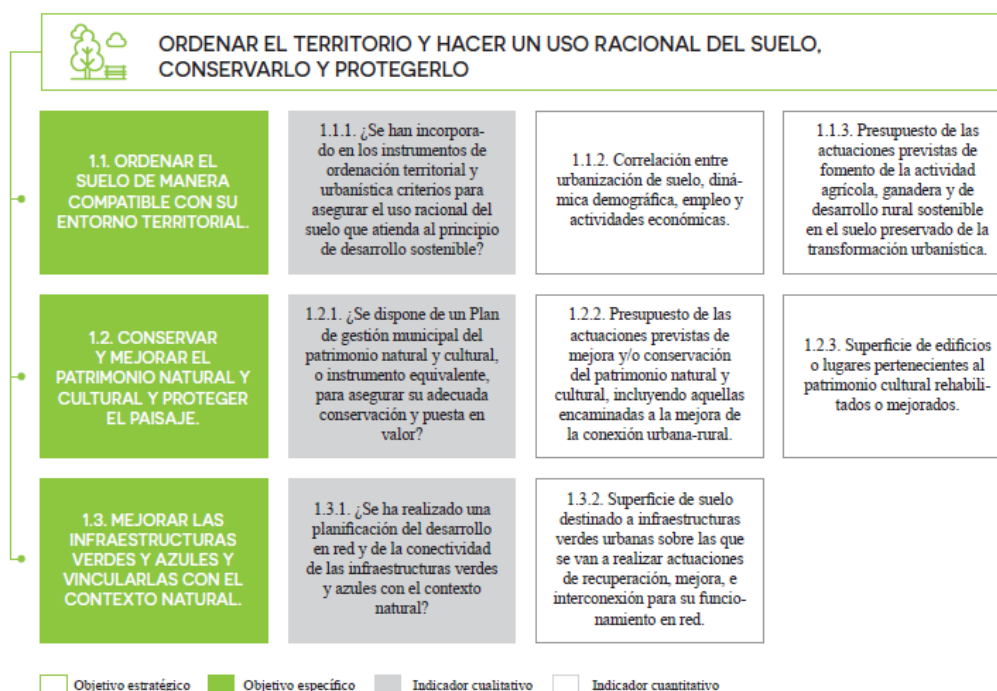 ORDENAR EL TERRITORIO Y HACER UN USO RACIONAL DEL SUELO,
CONSERVARLO Y PROTEGERLO
1.1. ORDENAR EL
SUELO DE MANERA
COMPATIBLE CON SU
ENTORNO TERRITORIAL.
1.1.1. ¿Se han incorpora-
do en los instrumentos de
ordenación territorial y
urbanística criterios para
asegurar el uso racional del
suelo que atienda al principio
de desarrollo sostenible?
1.1.2. Correlación entre
urbanización de suelo, diná-
mica demográfica, empleo y
actividades económicas.
1.1.3. Presupuesto de las
actuaciones previstas de
fomento de la actividad
agrícola, ganadera y de
desarrollo rural sostenible
en el suelo preservado de la
transformación urbanística.
1.2. CONSERVAR
Y MEJORAR EL
PATRIMONIO NATURAL Y
CULTURAL Y PROTEGER
EL PAISAJE.
1.2.1. ¿Se dispone de un Plan
de gestión municipal del
patrimonio natural y cultural,
o instrumento equivalente,
para asegurar su adecuada
conservación y puesta en
valor?
1.2.2. Presupuesto de las
actuaciones previstas de
mejora y/o conservación
del patrimonio natural y
cultural, incluyendo aquellas
encaminadas a la mejora de
la conexión urbana-rural.
1.2.3. Superficie de edificios
o lugares pertenecientes al
patrimonio cultural rehabili-
tados o mejorados.
1.3. MEJORAR LAS
INFRAESTRUCTURAS
VERDES Y AZULES Y
VINCULARLAS CON EL
CONTEXTO NATURAL.
1.3.1. ¿Se ha realizado una
planificación del desarrollo
en red y de la conectividad
de las infraestructuras verdes
y azules con el contexto
natural?
1.3.2. Superficie de suelo
destinado a infraestructuras
verdes urbanas sobre las que
se van a realizar actuaciones
de recuperación, mejora, e
interconexión para su funcio-
namiento en red.
Objetivo estratégico Objetivo específico Indicador cualitativo Indicador cuantitativo